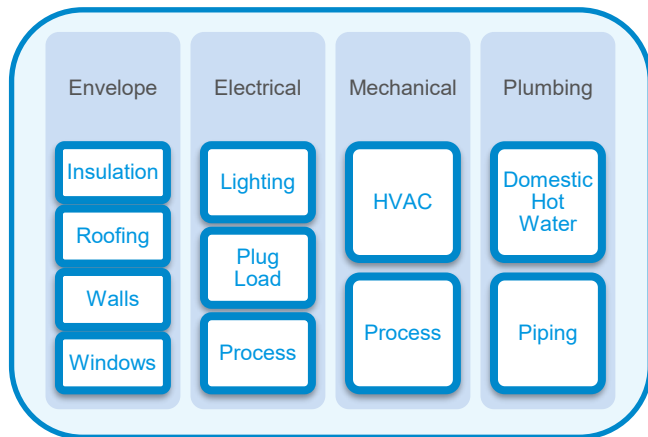 Envelope
Insulation
Roofing
Walls
Windows
Electrical
Lighting
Plug
Load
Process
Mechanical
HVAC
Process
Plumbing
Domestic
Hot
Water
Piping